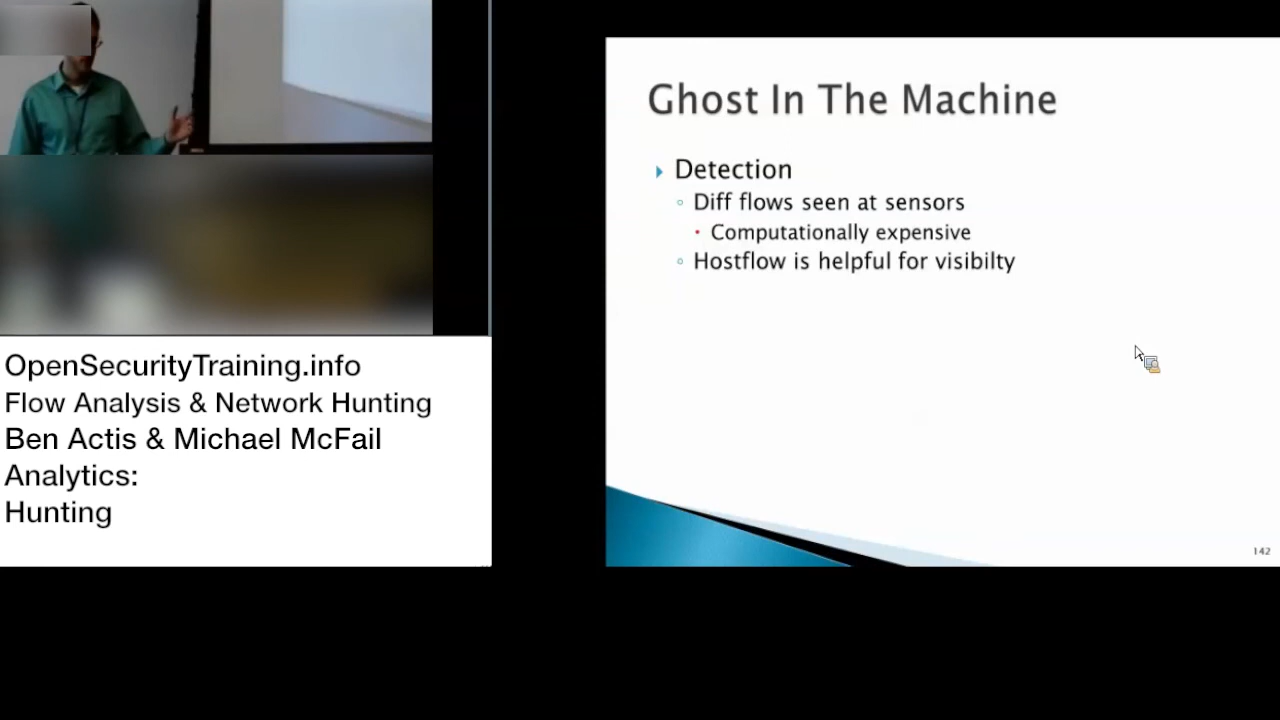 OpenSecurityTraining.info
Flow Analysis & Network Hunting
Ben Actis & Michael McFail
Analytics:
Hunting
Ghost In The Machine
Detection
Diff flows seen at sensors
Computationally expensive
Hostflow is helpful for visibilty
142